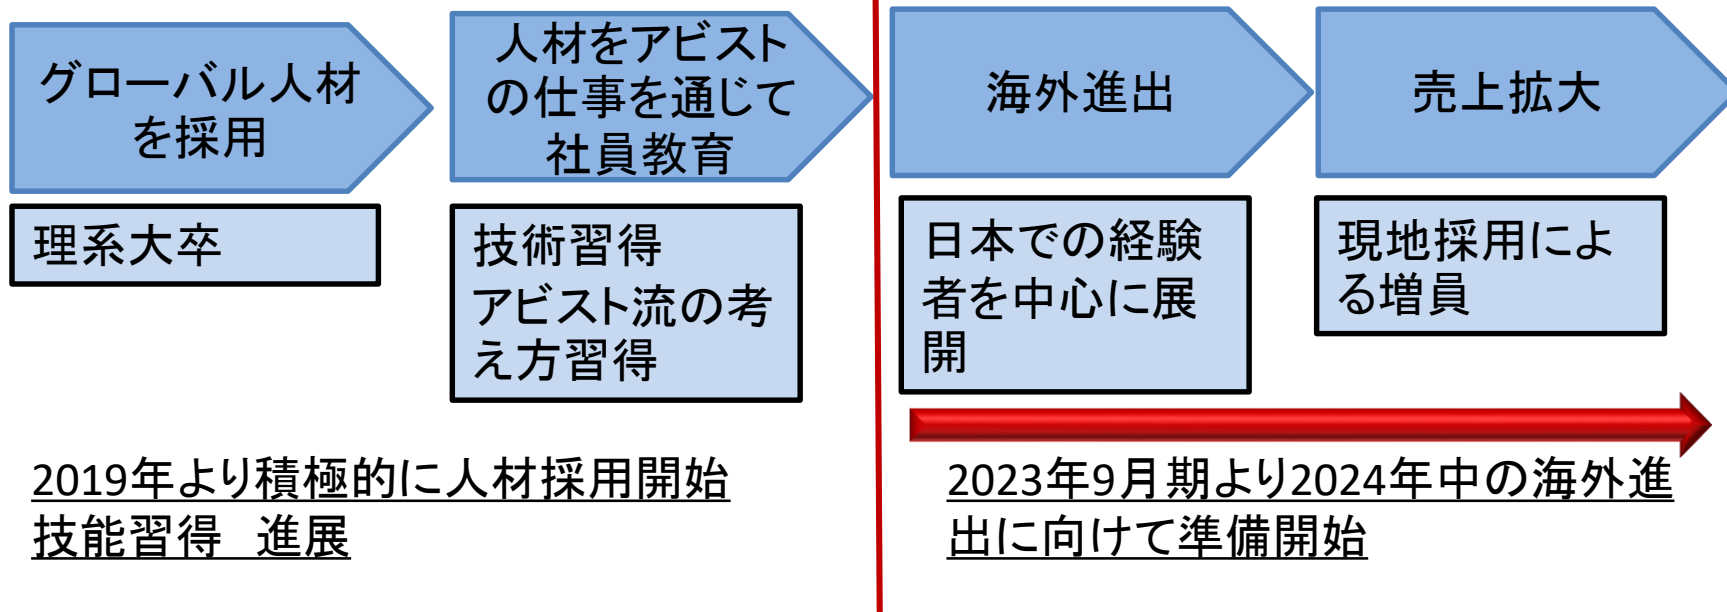 グローバル人材
を採用
人材をアビスト
の仕事を通じて
社員教育
海外進出
売上拡大
理系大卒
技術習得
アビスト流の考
え方習得
日本での経験
者を中心に展
開
現地採用によ
る増員
2019年より積極的に人材採用開始
技能習得　進展
2023年9月期より2024年中の海外進
出に向けて準備開始